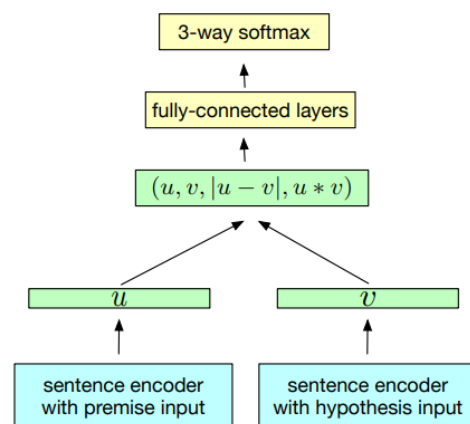 3-way softmax
fully-connected layers
(u, v, |u − v|, u ∗ v)
u
v
sentence encoder
with premise input
sentence encoder
with hypothesis input